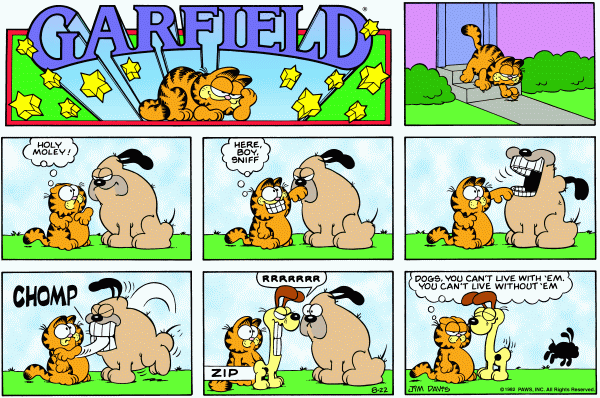 GARFIELD
®
HOLY
MOLEY!
HERE,
BOY,
SNIFF
CHOMP
RRRRRRR
ZIP
8-22
DOGS, YOU CAN'T LIVE WITH 'EM,
YOU CAN'T LIVE WITHOUT 'EM
JIM DAVIS
© 1982 PAWS, INC. All Rights Reserved.